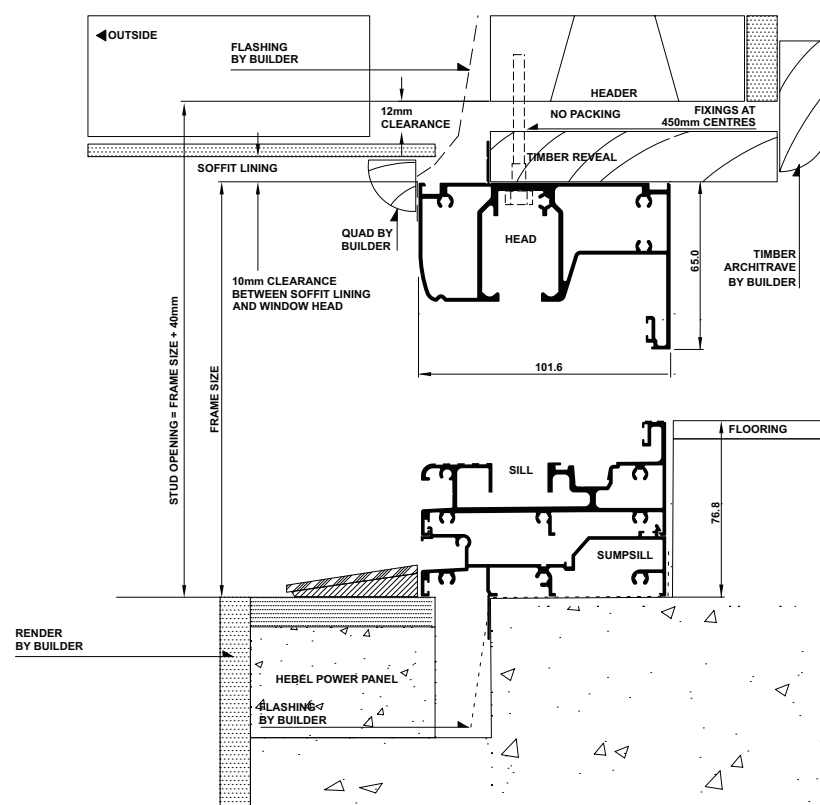 OUTSIDE
FLASHING
BY BUILDER
HEADER
12mm
CLEARANCE
NO PACKING
FIXINGS AT
450mm CENTRES
SOFFIT LINING
TIMBER REVEAL
QUAD BY
BUILDER
HEAD
65.0
TIMBER
ARCHITRAVE
BY BUILDER
10mm CLEARANCE
BETWEEN SOFFIT LINING
AND WINDOW HEAD
STUD OPENING = FRAME SIZE + 40mm
FRAME SIZE
101.6
FLOORING
SILL
76.8
SUMPSILL
RENDER
BY BUILDER
HEBEL POWER PANEL
FLASHING
BY BUILDER